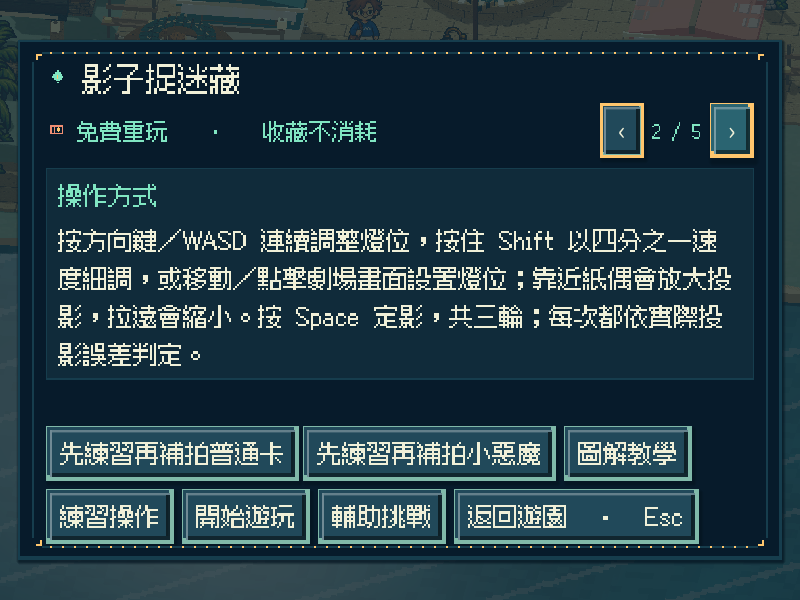 影子捉迷藏
免費重玩 · 收藏不消耗
‹ 2 / 5 ›
操作方式
按方向鍵／WASD 連續調整燈位，按住 Shift 以四分之一速
度細調，或移動／點擊劇場畫面設置燈位；靠近紙偶會放大投
影，拉遠會縮小。按 Space 定影，共三輪；每次都依實際投
影誤差判定。
先練習再補拍普通卡 先練習再補拍小惡魔 圖解教學
練習操作 開始遊玩 輔助挑戰 返回遊園 · Esc